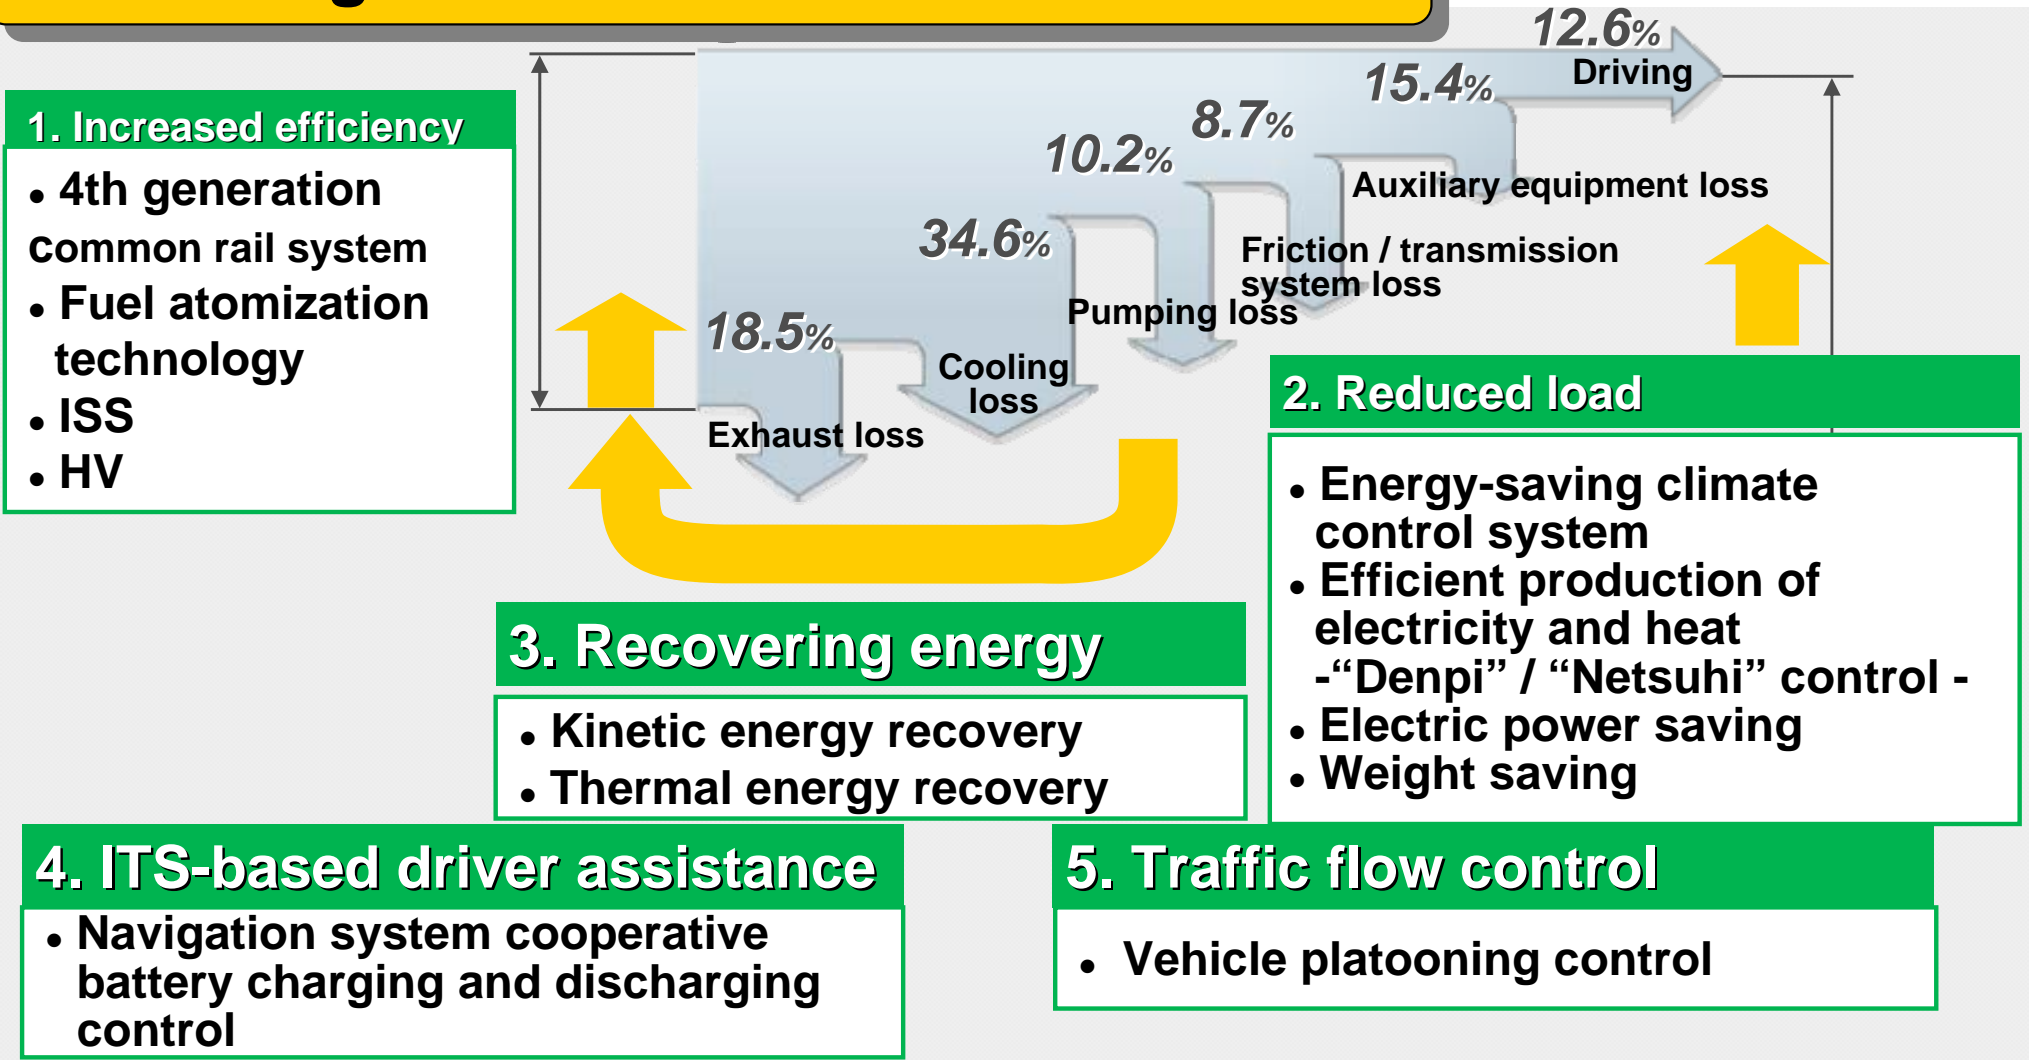 12.6%
Driving
15.4%
8.7%
10.2%
34.6%
18.5%
Auxiliary equipment loss
Friction / transmission
system loss
Pumping loss
Cooling
loss
Exhaust loss
1. Increased efficiency
• 4th generation
common rail system
• Fuel atomization
technology
• ISS
• HV
2. Reduced load
• Energy-saving climate
control system
• Efficient production of
electricity and heat
-“Denpi” / “Netsuhi” control -
• Electric power saving
• Weight saving
3. Recovering energy
• Kinetic energy recovery
• Thermal energy recovery
4. ITS-based driver assistance
• Navigation system cooperative
battery charging and discharging
control
5. Traffic flow control
• Vehicle platooning control